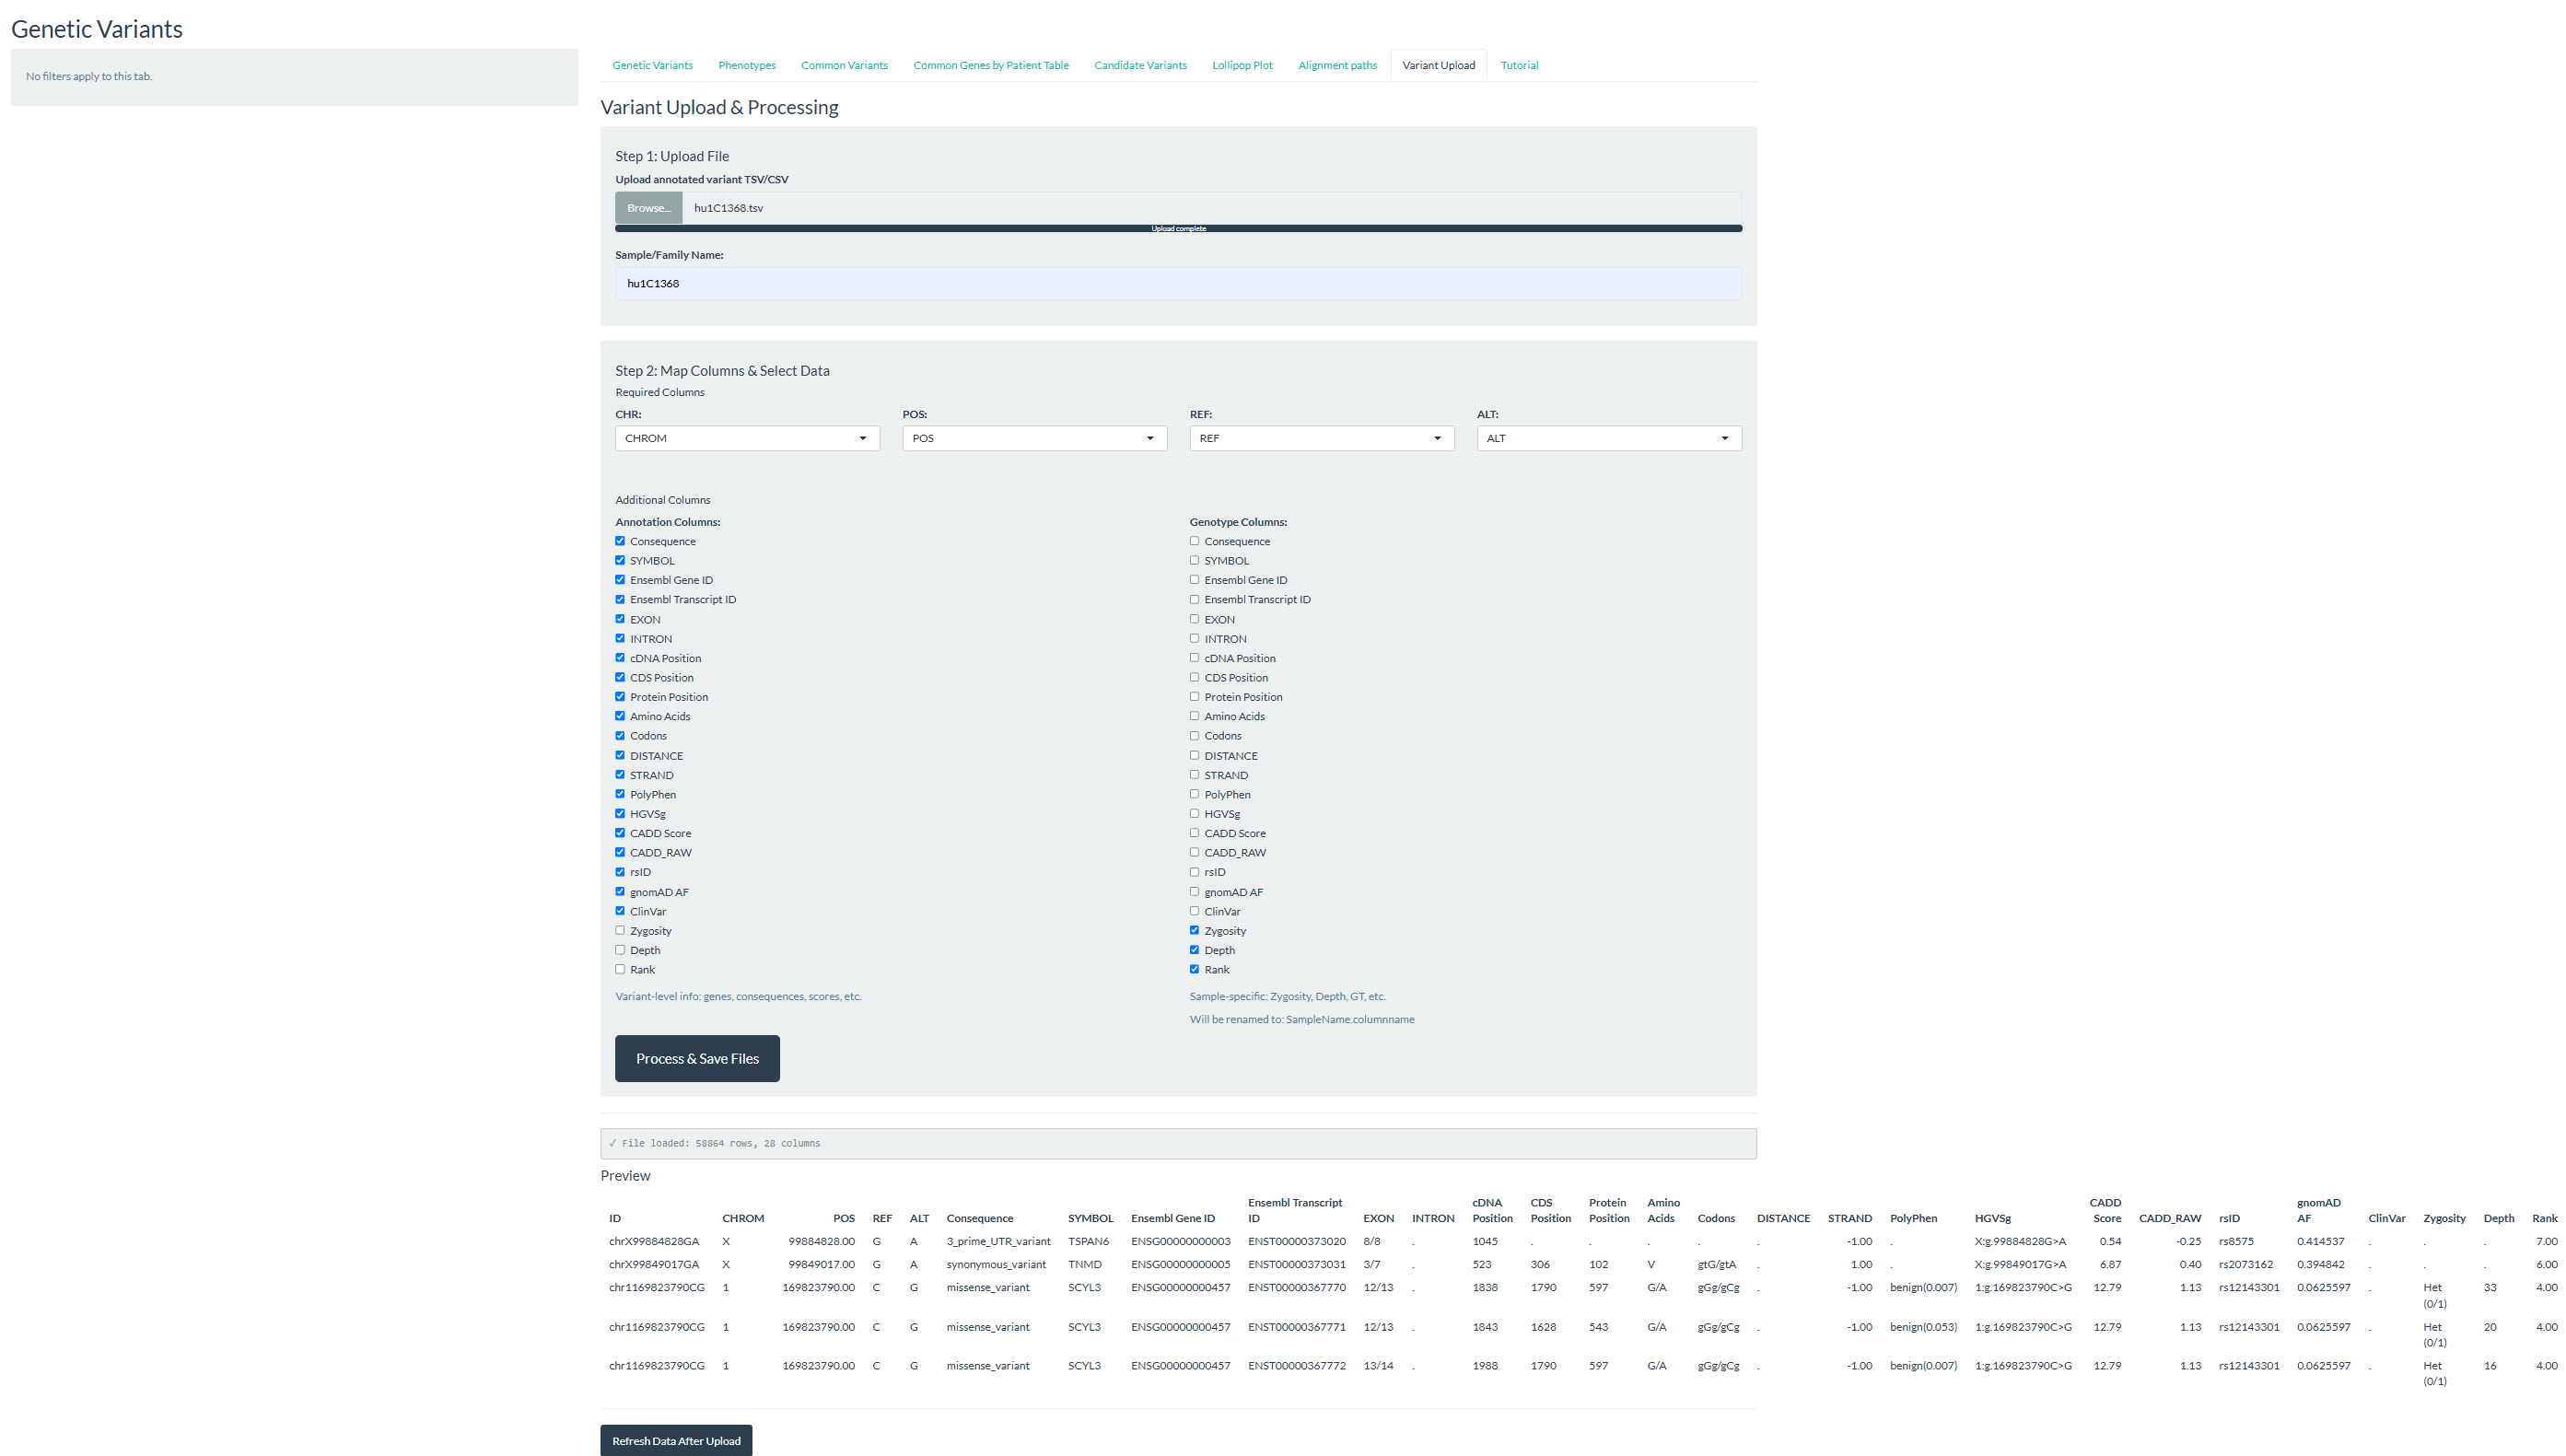 Genetic Variants
No filters apply to this tab.
Genetic Variants Phenotypes Common Variants Common Genes by Patient Table Candidate Variants Lollipop Plot Alignment paths Variant Upload Tutorial
Variant Upload & Processing
Step 1: Upload File
Upload annotated variant TSV/CSV
Browse... hu1C1368.tsv
Upload complete
Sample/Family Name:
hu1C1368
Step 2: Map Columns & Select Data
Required Columns
CHR: POS: REF: ALT:
CHROM POS REF ALT
Additional Columns
Annotation Columns: Genotype Columns:
Consequence Consequence
SYMBOL SYMBOL
Ensembl Gene ID Ensembl Gene ID
Ensembl Transcript ID Ensembl Transcript ID
EXON EXON
INTRON INTRON
cDNA Position cDNA Position
CDS Position CDS Position
Protein Position Protein Position
Amino Acids Amino Acids
Codons Codons
DISTANCE DISTANCE
STRAND STRAND
PolyPhen PolyPhen
HGVSg HGVSg
CADD Score CADD Score
CADD_RAW CADD_RAW
rsID rsID
gnomAD AF gnomAD AF
ClinVar ClinVar
Zygosity Zygosity
Depth Depth
Rank Rank
Variant-level info: genes, consequences, scores, etc. Sample-specific: Zygosity, Depth, GT, etc.
Will be renamed to: SampleName.columnname
Process & Save Files
✓ File loaded: 58864 rows, 28 columns
Preview
Ensembl Transcript cDNA CDS Protein Amino CADD gnomAD
ID CHROM POS REF ALT Consequence SYMBOL Ensembl Gene ID ID EXON INTRON Position Position Position Acids Codons DISTANCE STRAND PolyPhen HGVSg Score CADD_RAW rsID AF ClinVar Zygosity Depth Rank
chrX99884828GA X 99884828.00 G A 3_prime_UTR_variant TSPAN6 ENSG00000000003 ENST00000373020 8/8 . 1045 . . . . . -1.00 . X:g.99884828G>A 0.54 -0.25 rs8575 0.414537 . . . 7.00
chrX99849017GA X 99849017.00 G A synonymous_variant TNMD ENSG00000000005 ENST00000373031 3/7 . 523 306 102 V gtG/gtA . 1.00 . X:g.99849017G>A 6.87 0.40 rs2073162 0.394842 . . . 6.00
chr1169823790CG 1 169823790.00 C G missense_variant SCYL3 ENSG00000000457 ENST00000367770 12/13 . 1838 1790 597 G/A gGg/gCg . -1.00 benign(0.007) 1:g.169823790C>G 12.79 1.13 rs12143301 0.0625597 . Het 33 4.00
(0/1)
chr1169823790CG 1 169823790.00 C G missense_variant SCYL3 ENSG00000000457 ENST00000367771 12/13 . 1843 1628 543 G/A gGg/gCg . -1.00 benign(0.053) 1:g.169823790C>G 12.79 1.13 rs12143301 0.0625597 . Het 20 4.00
(0/1)
chr1169823790CG 1 169823790.00 C G missense_variant SCYL3 ENSG00000000457 ENST00000367772 13/14 . 1988 1790 597 G/A gGg/gCg . -1.00 benign(0.007) 1:g.169823790C>G 12.79 1.13 rs12143301 0.0625597 . Het 16 4.00
(0/1)
Refresh Data After Upload